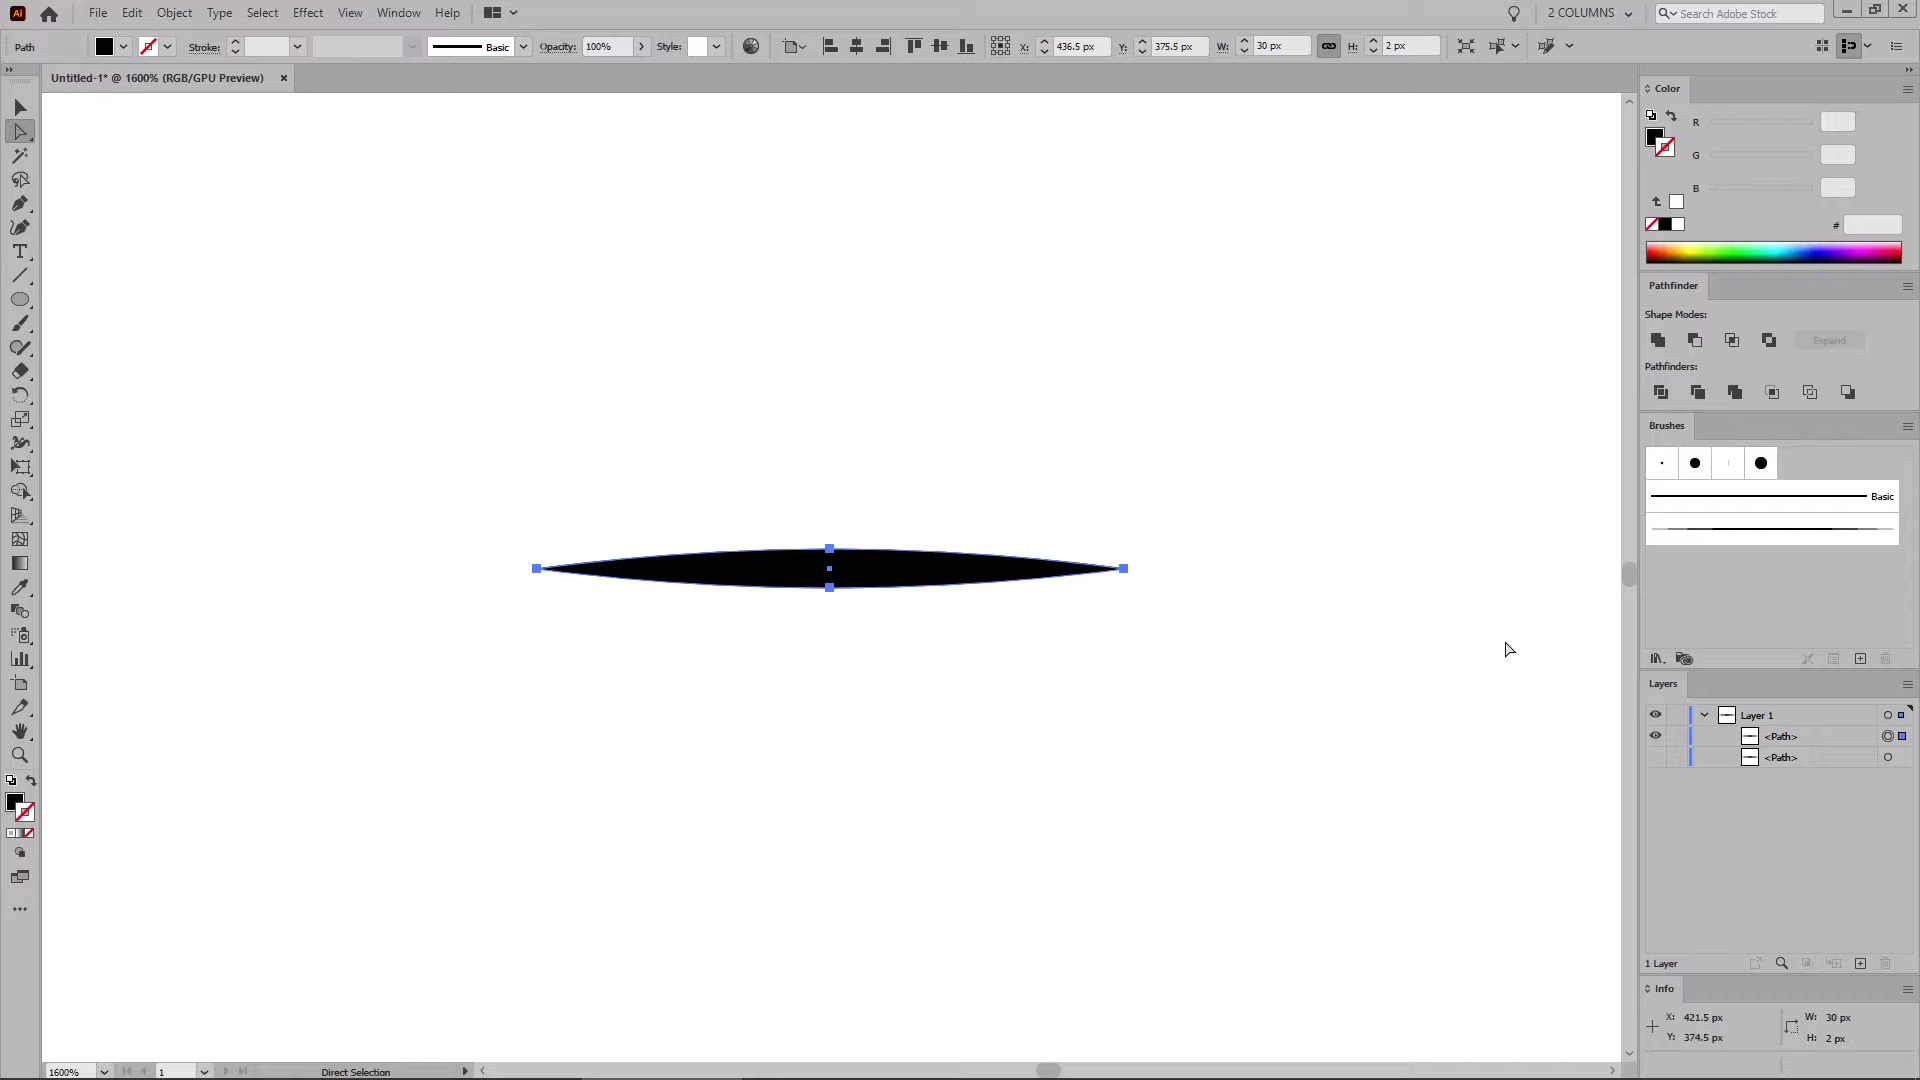 Ai File Edit Object Type Select Effect View Window Help 2 COLUMNS Search Adobe Stock
Path Stroke: Basic Opacity: 100% Style: X: 436.5 px Y: 375.5 px W: 30 px H: 2 px
Untitled-1* @ 1600% (RGB/GPU Preview)
Color
R
G
B
#
Pathfinder
Shape Modes:
Expand
Pathfinders:
Brushes
Basic
Layers
Layer 1
<Path>
<Path>
1 Layer
Info
X: 421.5 px W: 30 px
Y: 374.5 px H: 2 px
1600% 1 Direct Selection